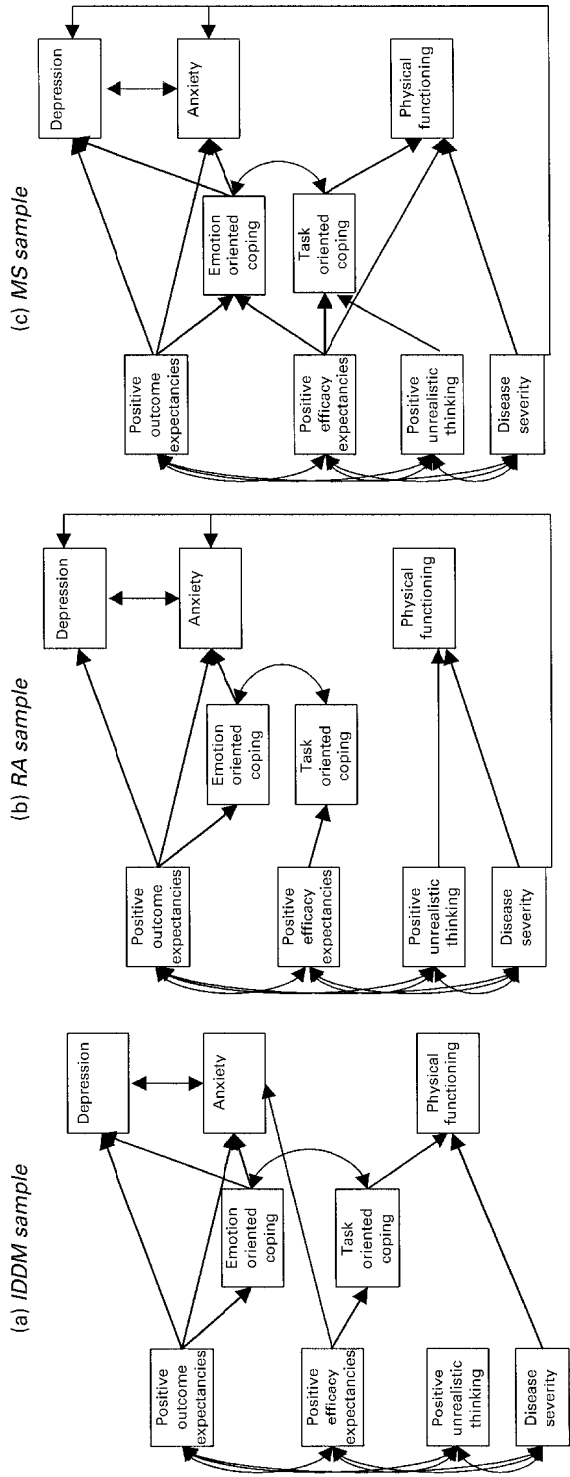 (a) IDDM sample
Positive
outcome
expectancies
Positive
efficacy
expectancies
Positive
unrealistic
thinking
Disease
severity
Emotion
oriented
coping
Task
oriented
coping
Depression
Anxiety
Physical
functioning
(b) RA sample
Positive
outcome
expectancies
Positive
efficacy
expectancies
Positive
unrealistic
thinking
Disease
severity
Emotion
oriented
coping
Task
oriented
coping
Depression
Anxiety
Physical
functioning
(c) MS sample
Positive
outcome
expectancies
Positive
efficacy
expectancies
Positive
unrealistic
thinking
Disease
severity
Emotion
oriented
coping
Task
oriented
coping
Depression
Anxiety
Physical
functioning